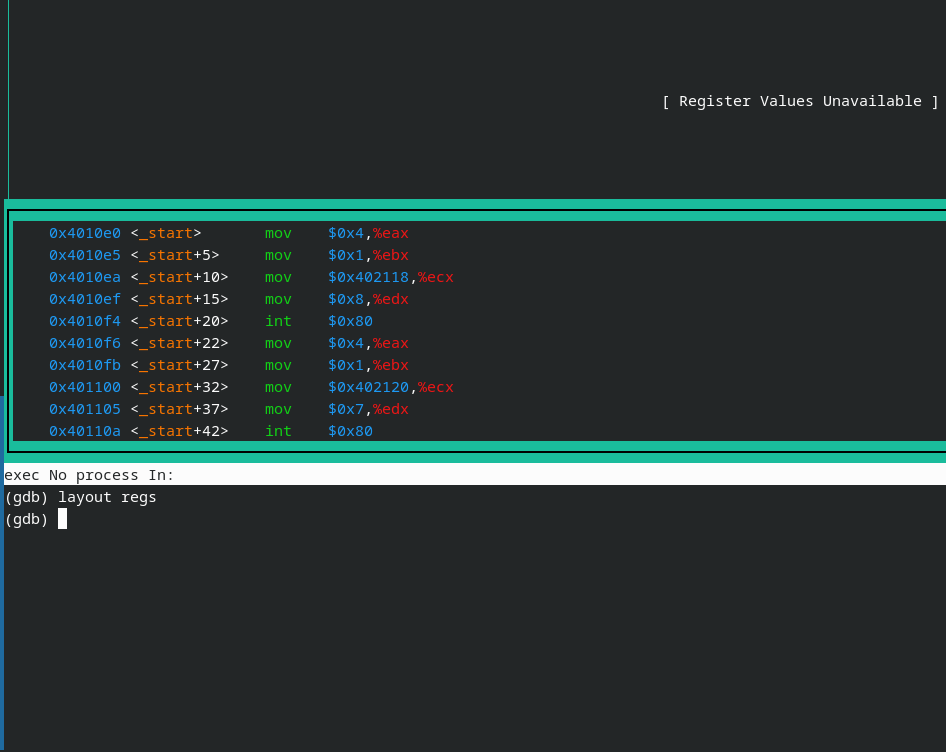 [ Register Values Unavailable ]
0x4010e0 <_start> mov $0x4,%eax
0x4010e5 <_start+5> mov $0x1,%ebx
0x4010ea <_start+10> mov $0x402118,%ecx
0x4010ef <_start+15> mov $0x8,%edx
0x4010f4 <_start+20> int $0x80
0x4010f6 <_start+22> mov $0x4,%eax
0x4010fb <_start+27> mov $0x1,%ebx
0x401100 <_start+32> mov $0x402120,%ecx
0x401105 <_start+37> mov $0x7,%edx
0x40110a <_start+42> int $0x80
exec No process In:
(gdb) layout regs
(gdb)